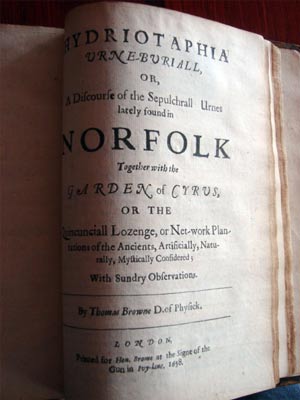 HYDRIOTAPHIA
URNE-BURIALL,
OR,
A Discourse of the Sepulchrall Urnes
lately found in
NORFOLK
Together with the
GARDEN of CYRUS,
OR THE
Quincunciall Lozenge, or Net-work Plan-
tations of the Ancients, Artificially, Natu-
rally, Mystically Considered;
With Sundry Observations.
By Thomas Browne D. of Physick.
LONDON,
Printed for Hen. Brome at the Signe of the
Gun in Ivy-lane. 1658.